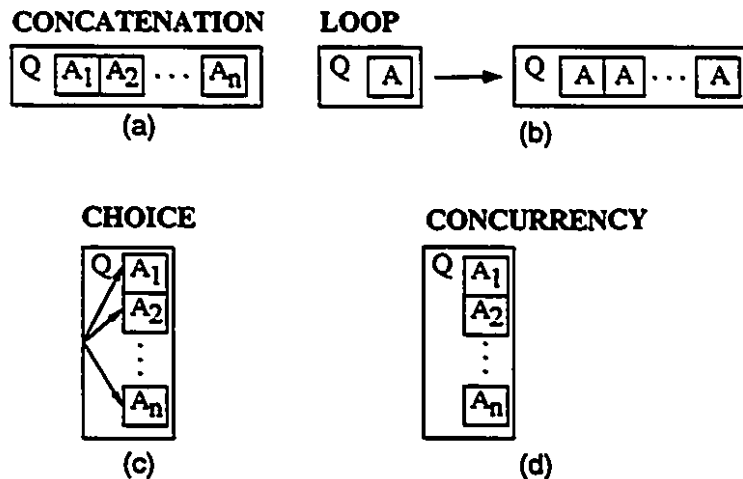 CONCATENATION LOOP
Q A1 A2 ... An Q A Q A A ... A
(a) (b)
CHOICE CONCURRENCY
Q A1 Q A1
A2 A2
An An
(c) (d)